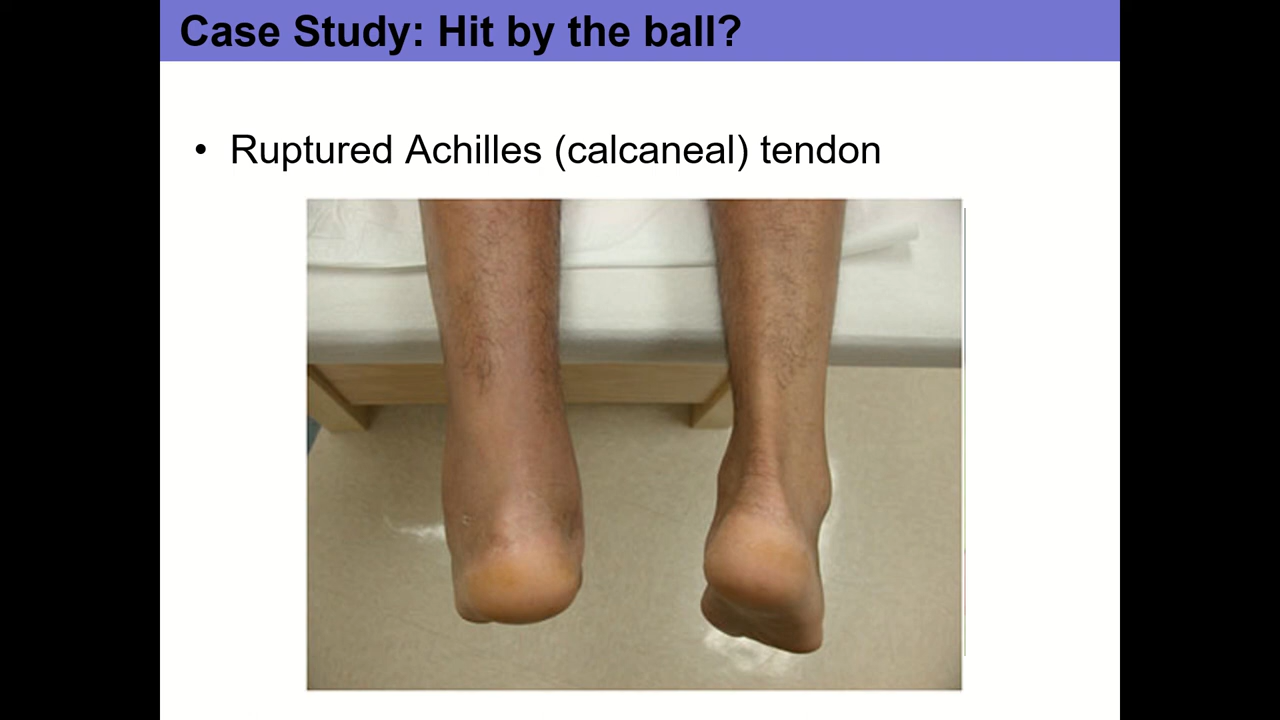 Case Study: Hit by the ball?
• Ruptured Achilles (calcaneal) tendon